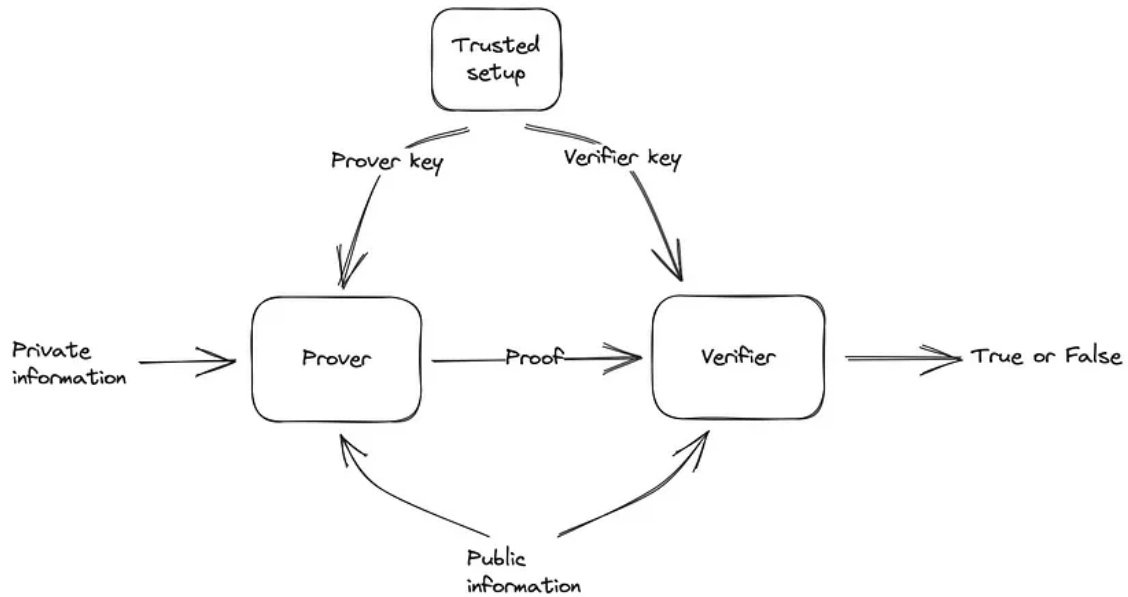 Trusted
setup
Prover key
Verifier key
Private
information
Prover
Proof
Verifier
True or False
Public
information